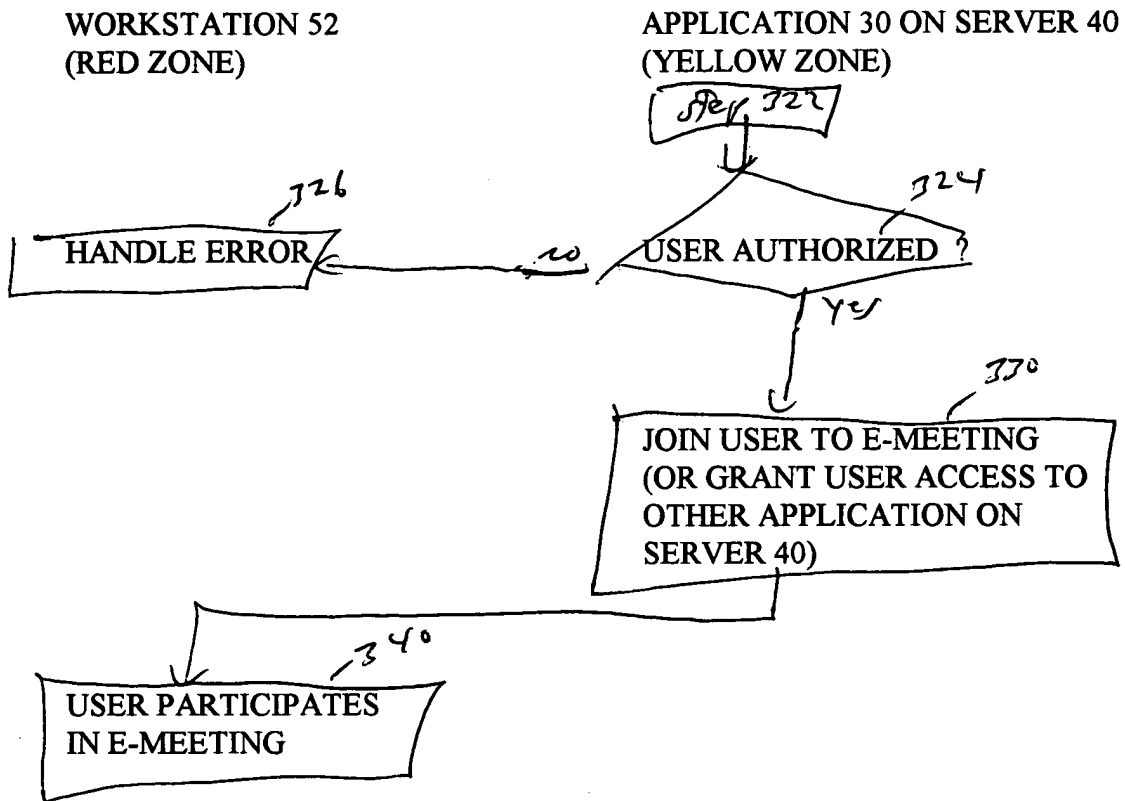 WORKSTATION 52
(RED ZONE)
APPLICATION 30 ON SERVER 40
(YELLOW ZONE)
step 322
324
326
HANDLE ERROR
no
USER AUTHORIZED ?
yes
330
JOIN USER TO E-MEETING
(OR GRANT USER ACCESS TO
OTHER APPLICATION ON
SERVER 40)
340
USER PARTICIPATES
IN E-MEETING